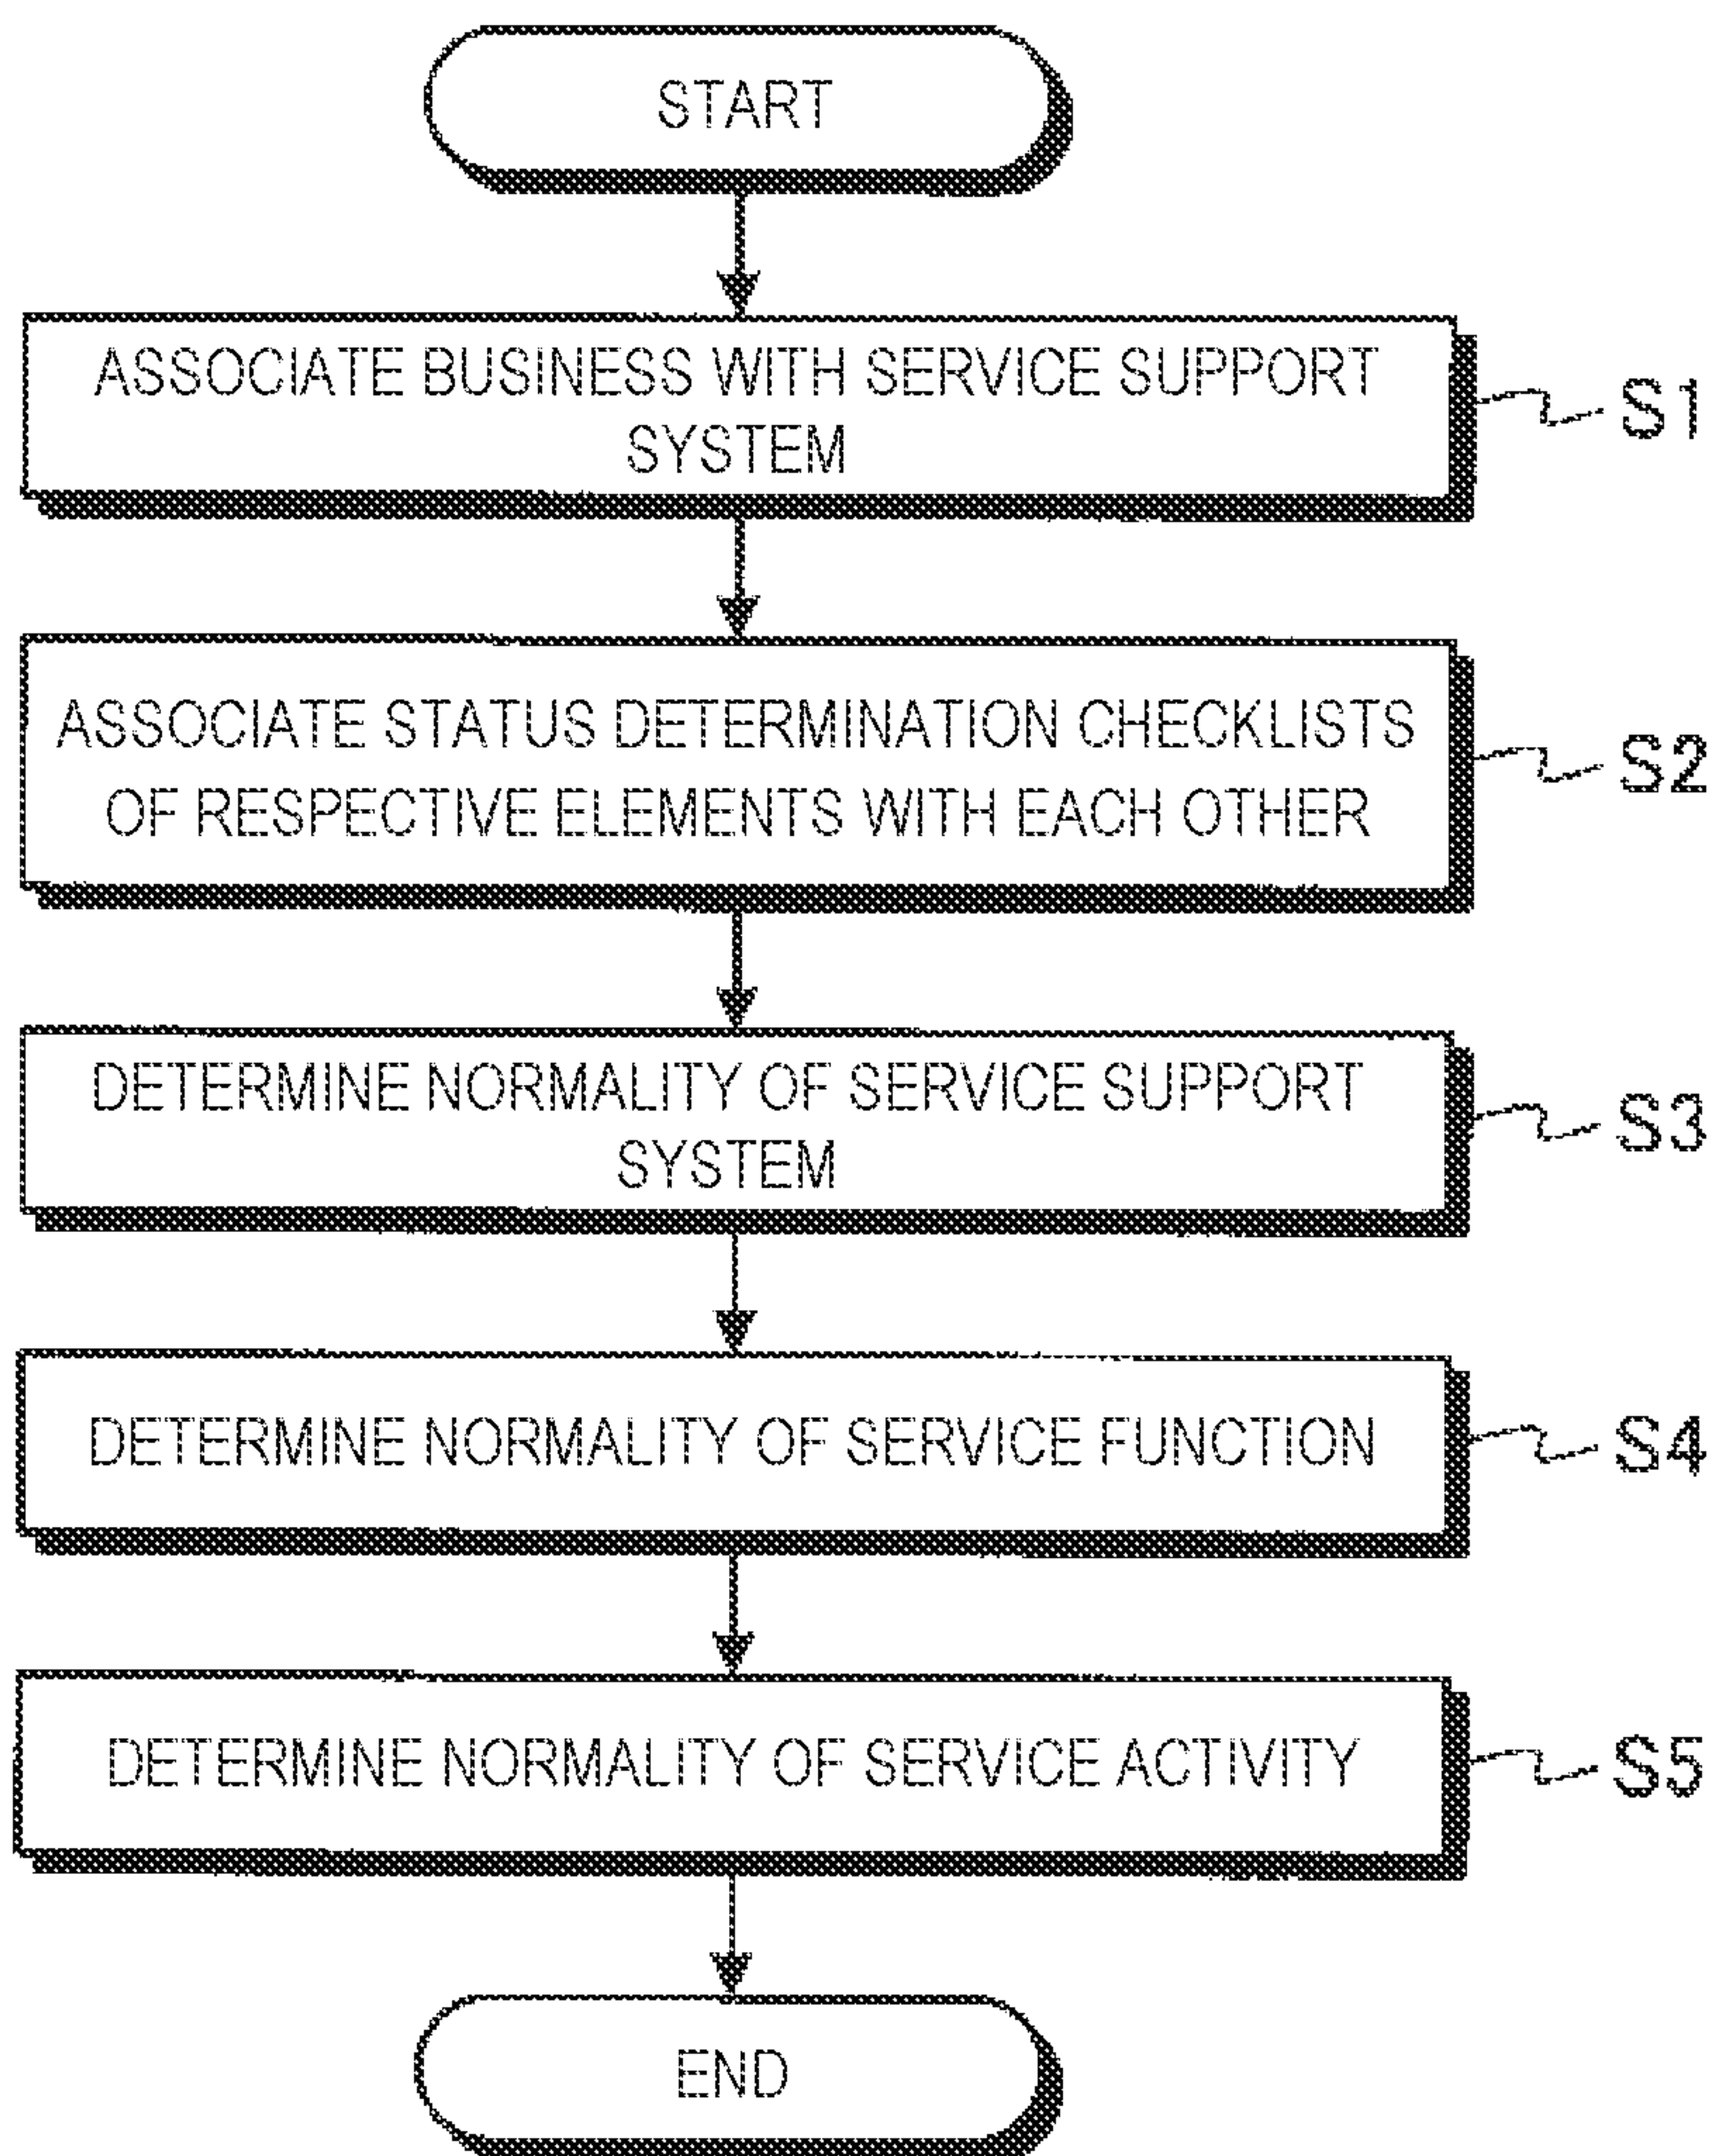 START
ASSOCIATE BUSINESS WITH SERVICE SUPPORT
SYSTEM
S1
ASSOCIATE STATUS DETERMINATION CHECKLISTS
OF RESPECTIVE ELEMENTS WITH EACH OTHER
S2
DETERMINE NORMALITY OF SERVICE SUPPORT
SYSTEM
S3
DETERMINE NORMALITY OF SERVICE FUNCTION
S4
DETERMINE NORMALITY OF SERVICE ACTIVITY
S5
END